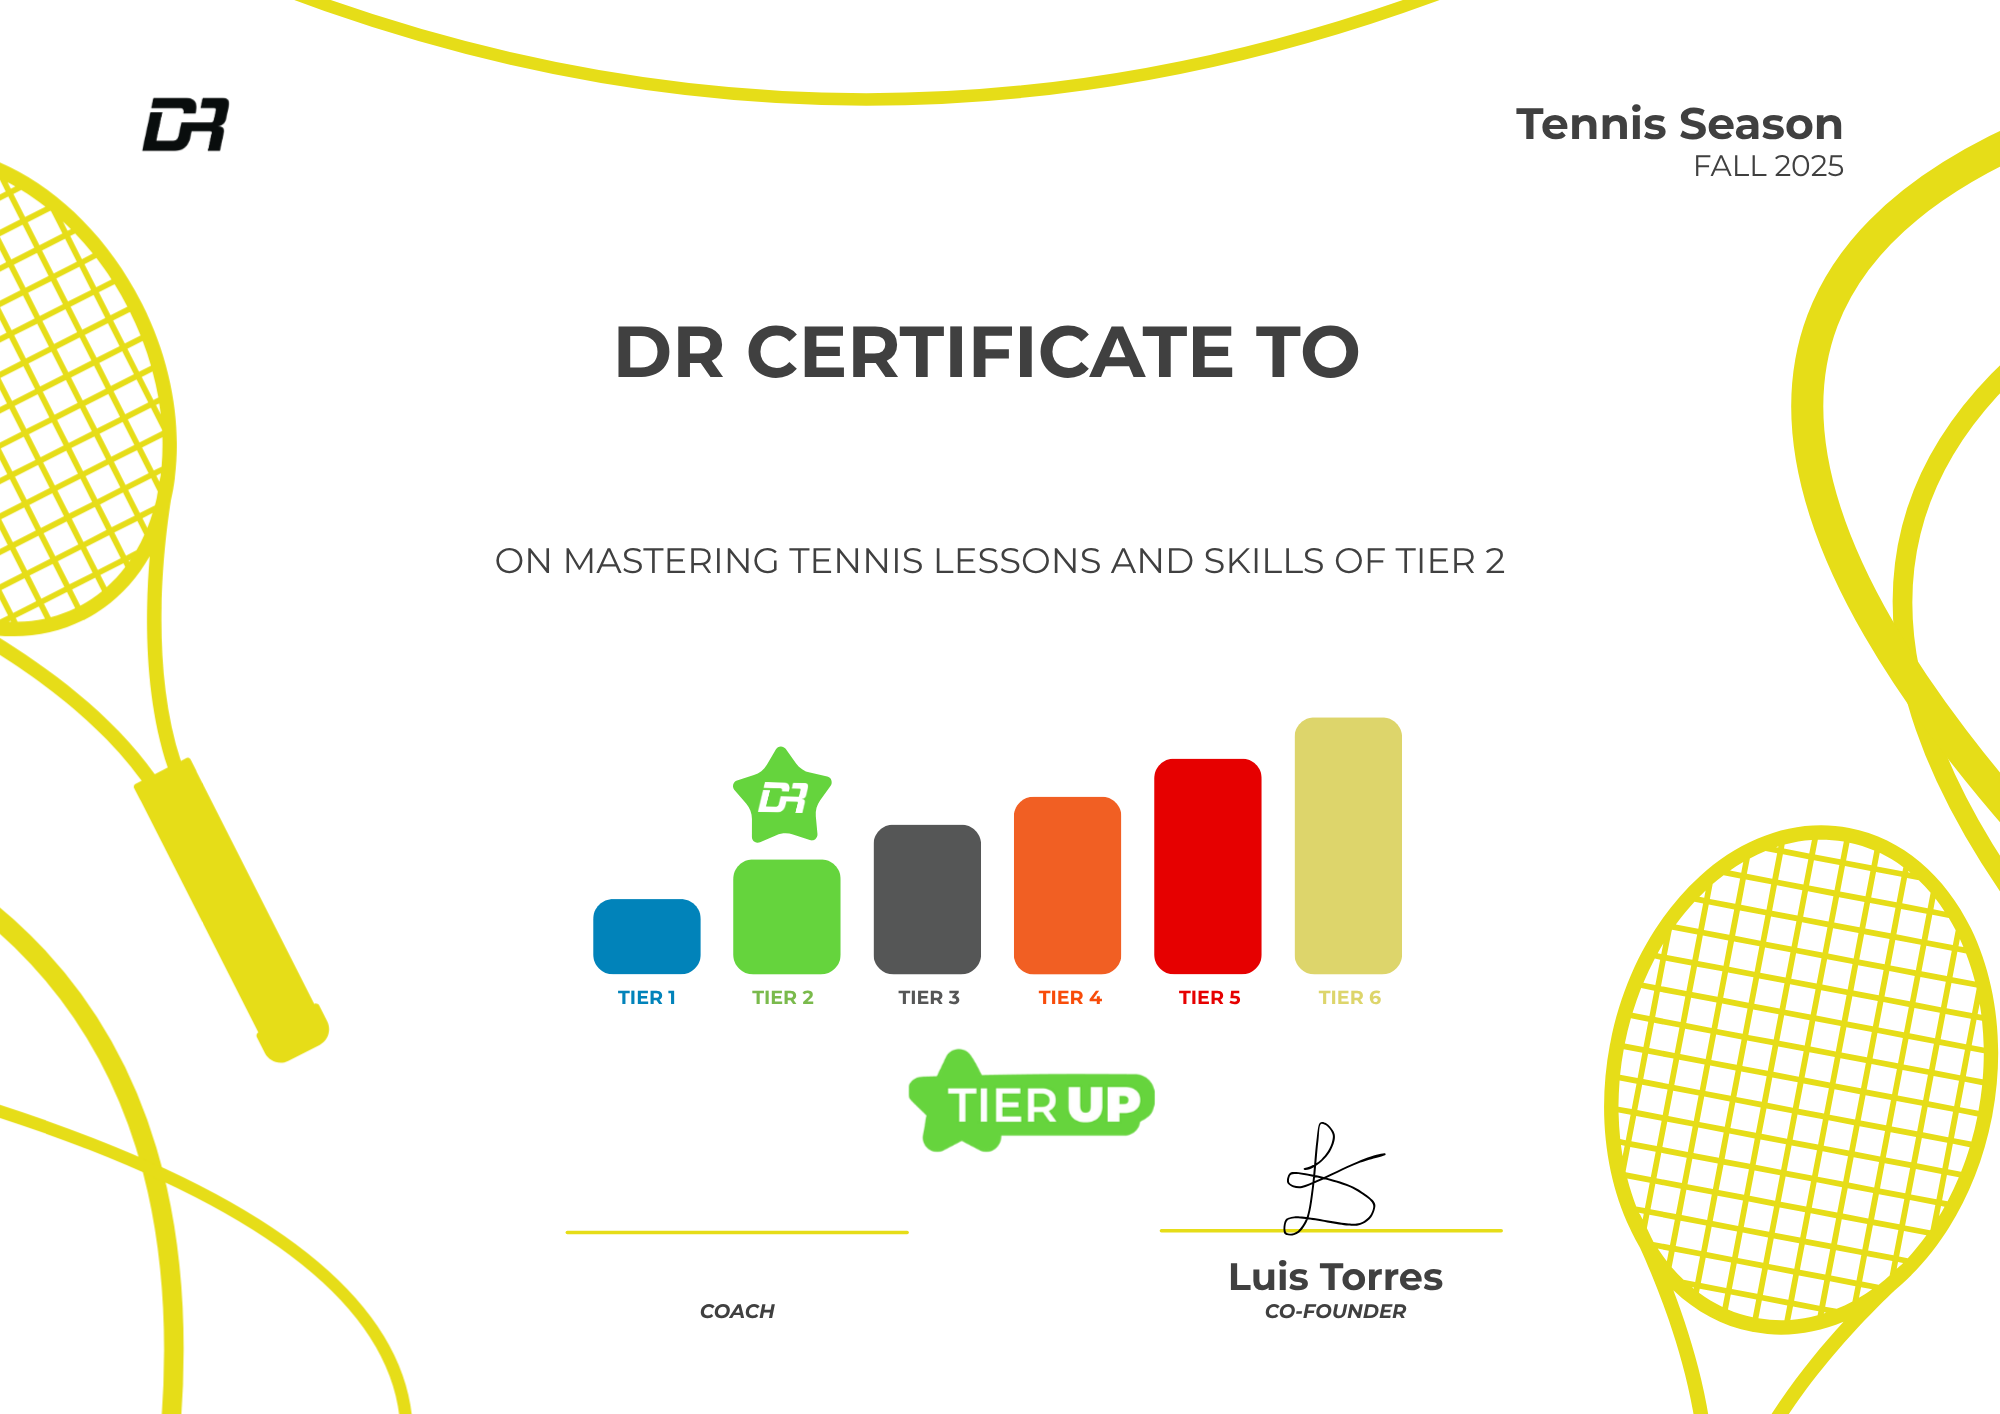 DR
Tennis Season
FALL 2025
DR CERTIFICATE TO
ON MASTERING TENNIS LESSONS AND SKILLS OF TIER 2
DR
TIER 1
TIER 2
TIER 3
TIER 4
TIER 5
TIER 6
TIER UP
Luis Torres
COACH
CO-FOUNDER